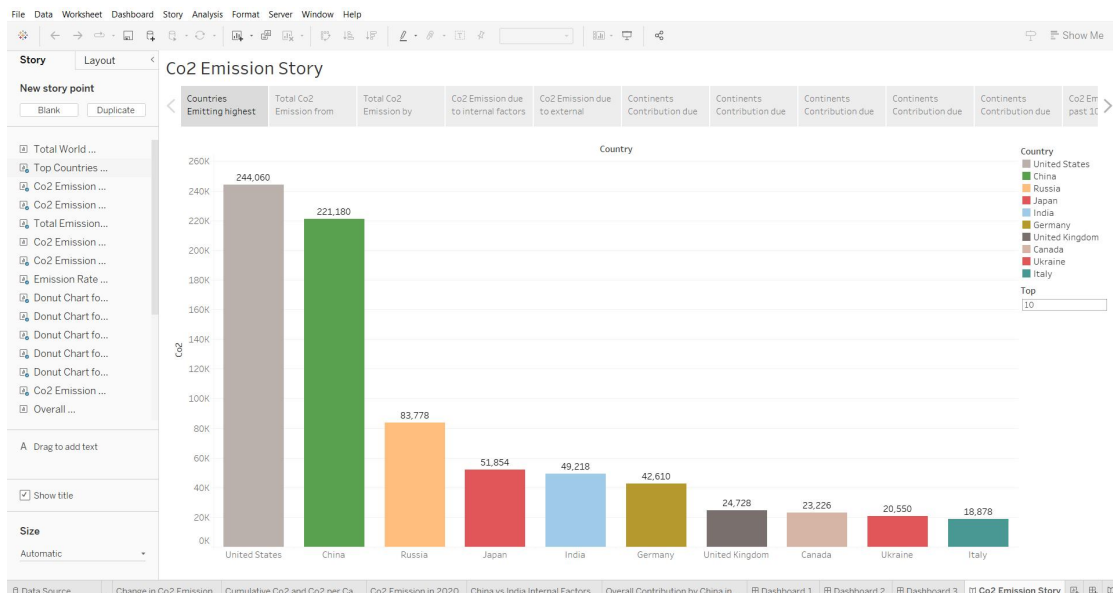 File Data Worksheet Dashboard Story Analysis Format Server Window Help
Show Me
Story Layout
New story point
Blank Duplicate
Total World ...
Top Countries ...
Co2 Emission ...
Co2 Emission ...
Total Emission...
Co2 Emission ...
Co2 Emission ...
Emission Rate ...
Donut Chart fo...
Donut Chart fo...
Donut Chart fo...
Donut Chart fo...
Donut Chart fo...
Co2 Emission ...
Overall ...
A Drag to add text
Show title
Size
Automatic
Co2 Emission Story
Countries
Emitting highest
Total Co2
Emission from
Total Co2
Emission by
Co2 Emission due
to internal factors
Co2 Emission due
to external
Continents
Contribution due
Continents
Contribution due
Continents
Contribution due
Continents
Contribution due
Continents
Contribution due
Co2 Em
past 10
Country
260K
240K
220K
200K
180K
160K
140K
120K
100K
80K
60K
40K
20K
0K
Co2
244,060
221,180
83,778
51,854
49,218
42,610
24,728
23,226
20,550
18,878
United States China Russia Japan India Germany United Kingdom Canada Ukraine Italy
Country
United States
China
Russia
Japan
India
Germany
United Kingdom
Canada
Ukraine
Italy
Top
10
Data Source Change in Co2 Emission Cumulative Co2 and Co2 per Ca... Co2 Emission in 2020 China vs India Internal Factors Overall Contribution by China in ... Dashboard 1 Dashboard 2 Dashboard 3 Co2 Emission Story